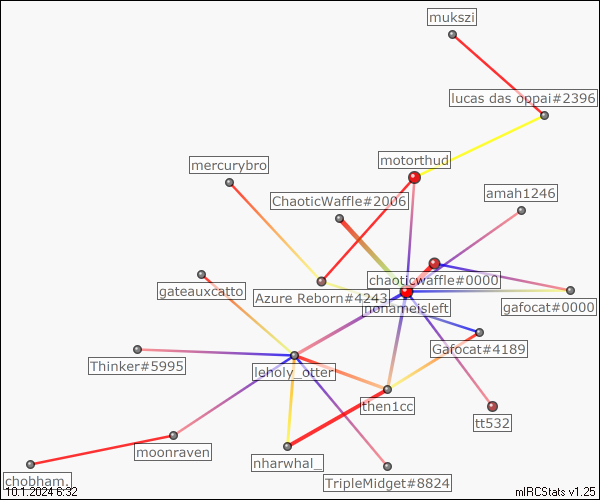 mukszi
lucas das oppai#2396
motorthud
mercurybro
amah1246
ChaoticWaffle#2006
chaoticwaffle#0000
gateauxcatto
Azure Reborn#4243
nonameisleft
gafocat#0000
Gafocat#4189
Thinker#5995
leholy_otter
then1cc
tt532
moonraven
nharwhal_
chobham.
TripleMidget#8824
10.1.2024 6:32
mIRCStats v1.25